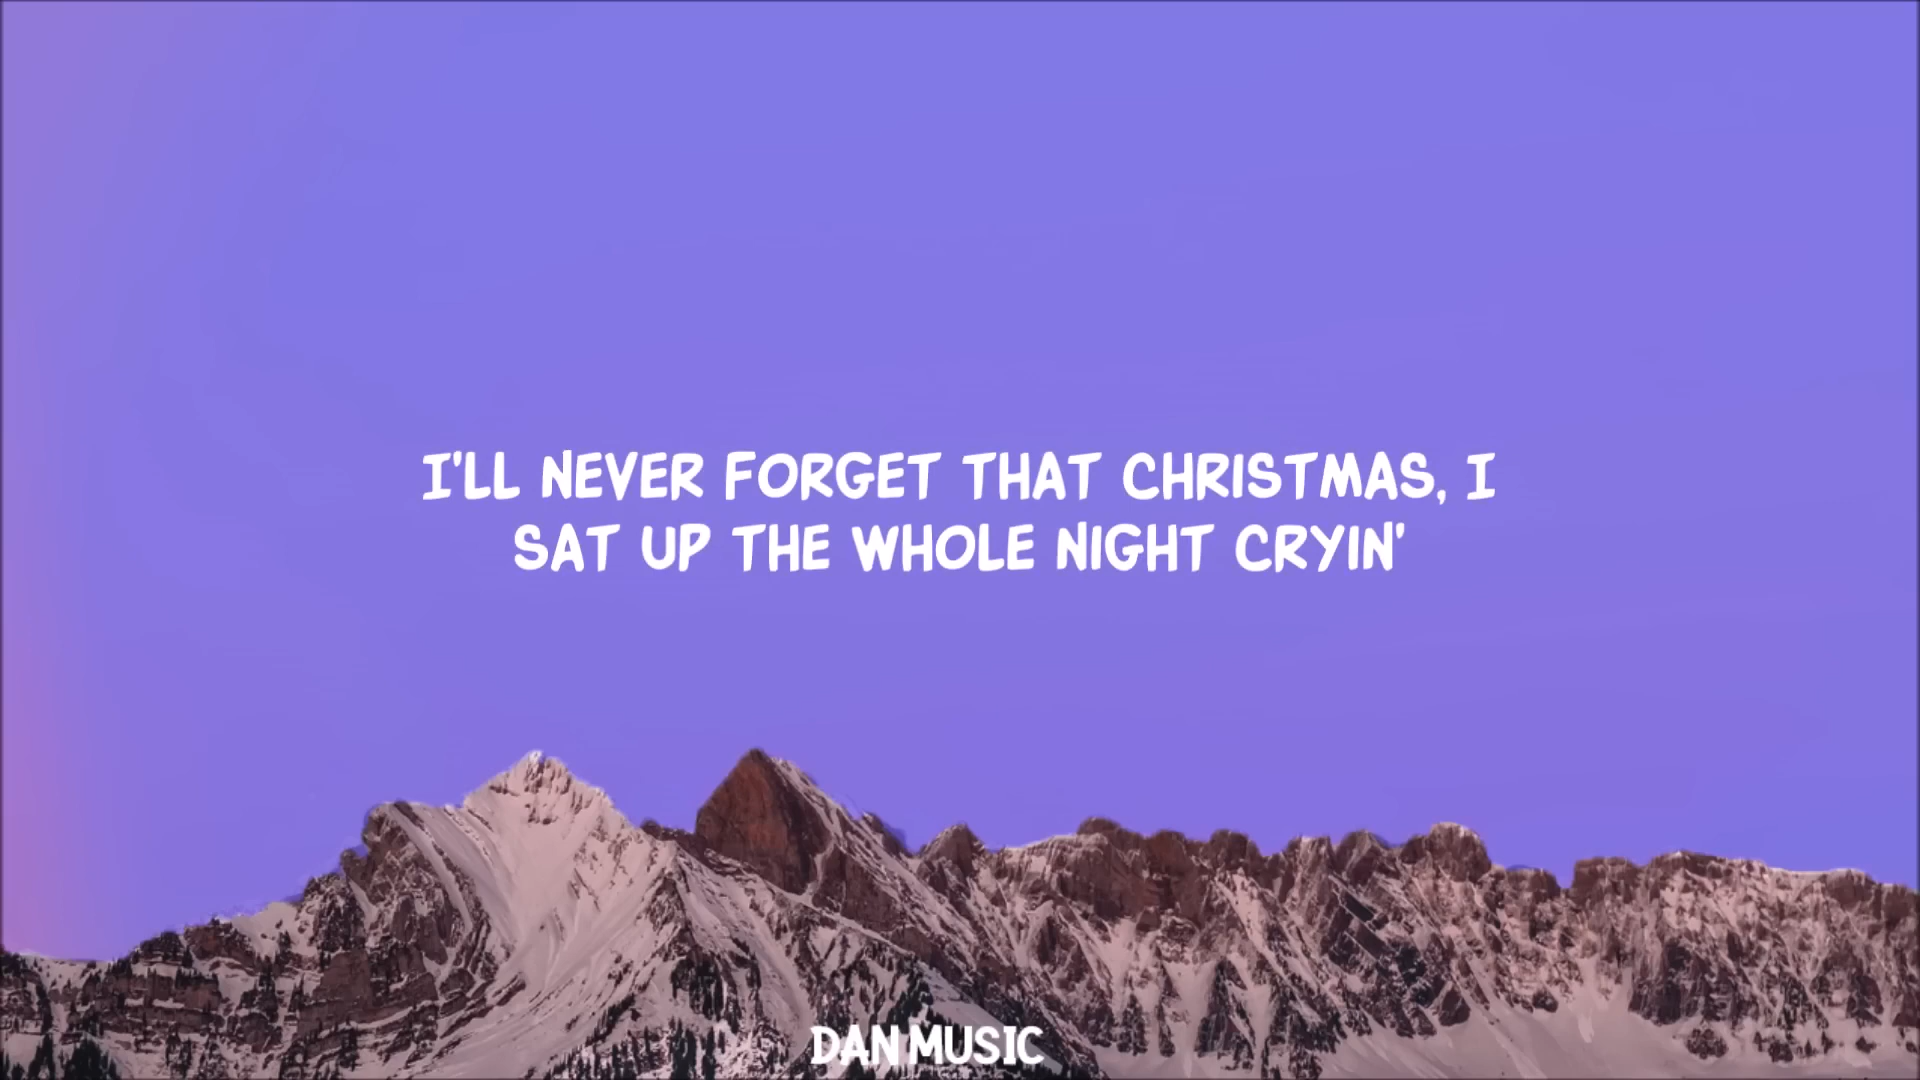 I'LL NEVER FORGET THAT CHRISTMAS, I
SAT UP THE WHOLE NIGHT CRYIN'
DAN MUSIC